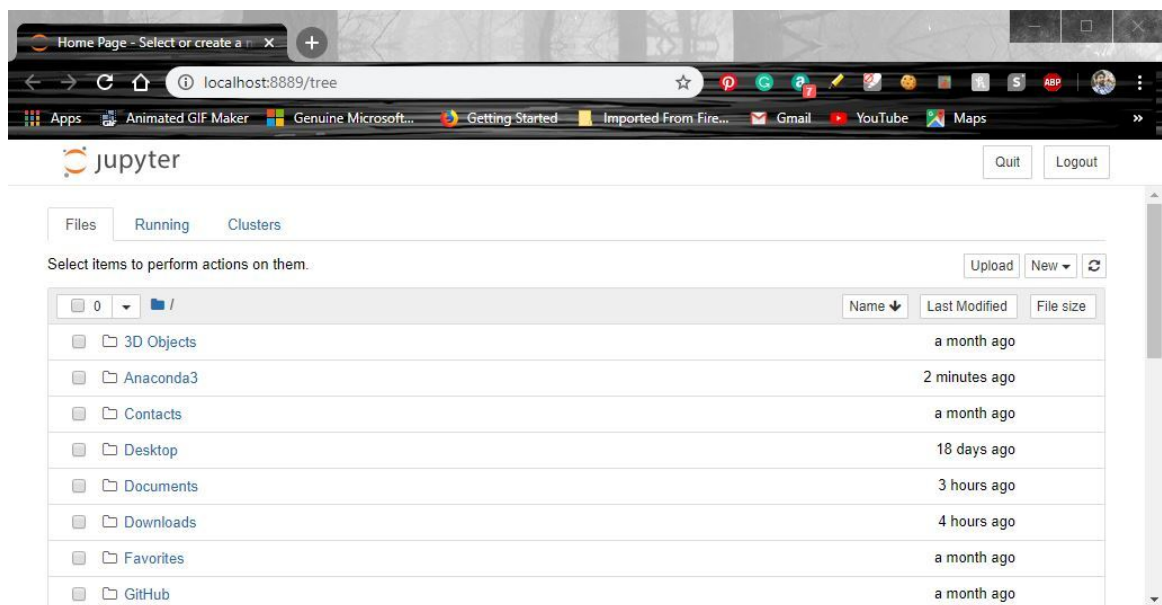 Home Page - Select or create a n
localhost:8889/tree
7
ABP
Apps Animated GIF Maker Genuine Microsoft... Getting Started Imported From Fire... Gmail YouTube Maps »
jupyter Quit Logout
Files Running Clusters
Select items to perform actions on them. Upload New
0 / Name Last Modified File size
3D Objects a month ago
Anaconda3 2 minutes ago
Contacts a month ago
Desktop 18 days ago
Documents 3 hours ago
Downloads 4 hours ago
Favorites a month ago
GitHub a month ago